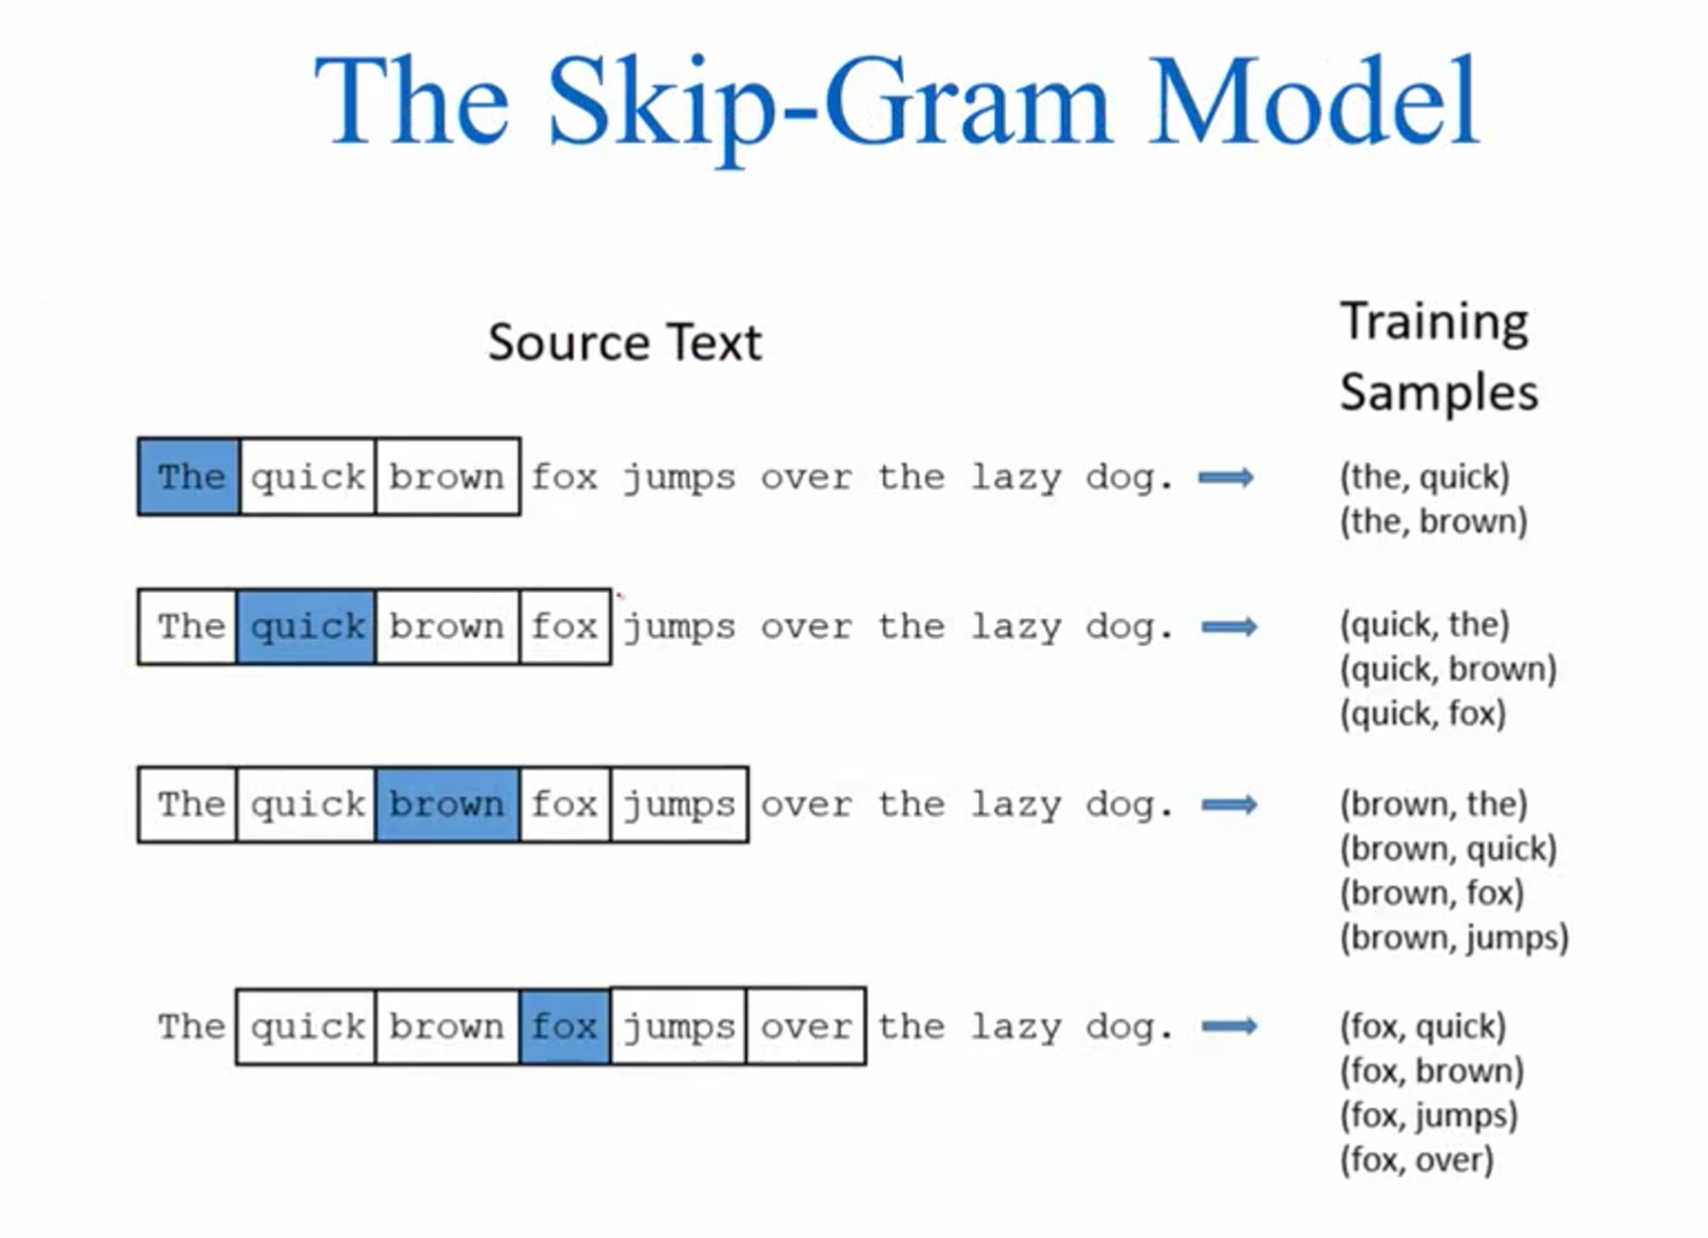 The Skip-Gram Model
Source Text
Training
Samples
The quick brown fox jumps over the lazy dog.
(the, quick)
(the, brown)
The quick brown fox jumps over the lazy dog.
(quick, the)
(quick, brown)
(quick, fox)
The quick brown fox jumps over the lazy dog.
(brown, the)
(brown, quick)
(brown, fox)
(brown, jumps)
The quick brown fox jumps over the lazy dog.
(fox, quick)
(fox, brown)
(fox, jumps)
(fox, over)